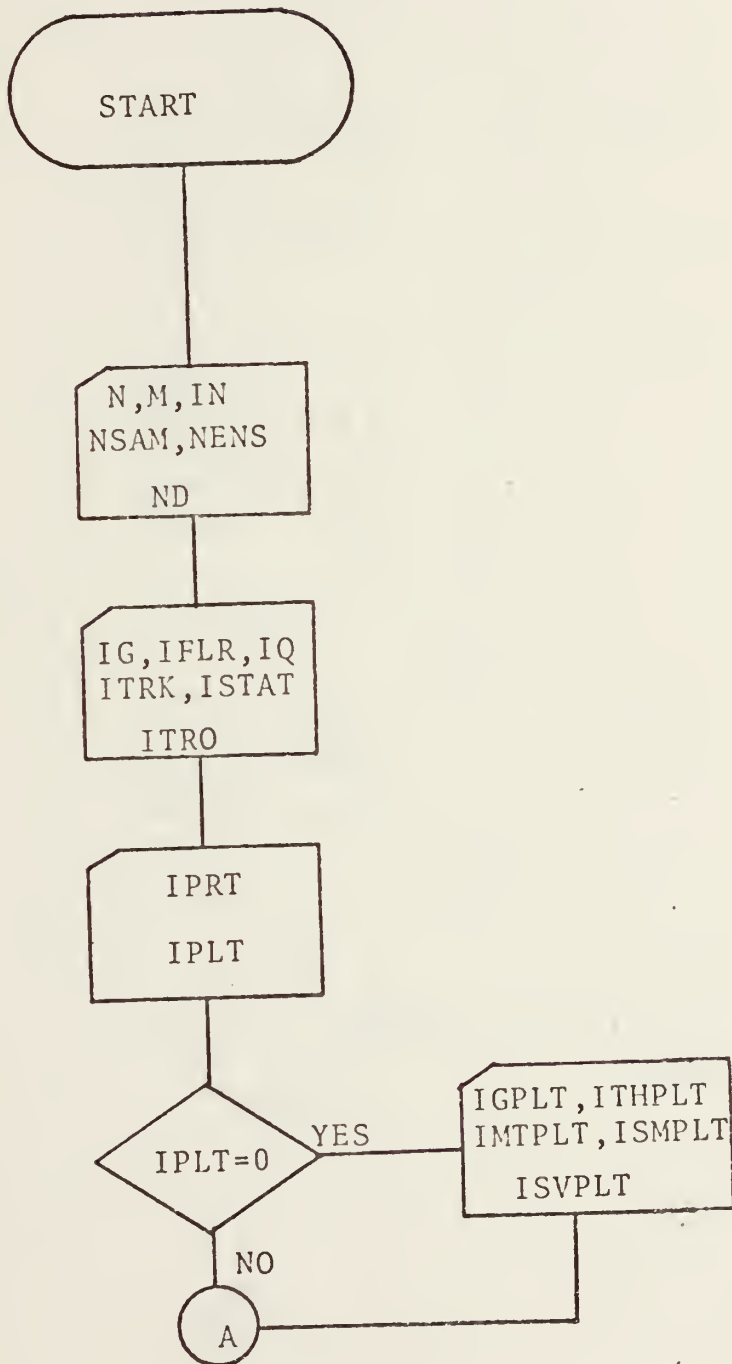 START
N,M,IN
NSAM,NENS
ND
IG,IFLR,IQ
ITRK,ISTAT
ITRO
IPRT
IPLT
IPLT=0
YES
IGPLT,ITHPLT
IMTPLT,ISMPLT
ISVPLT
NO
A